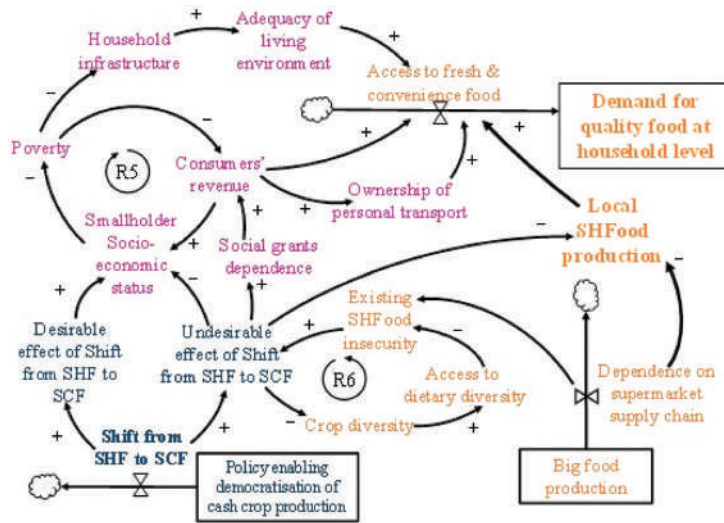 Household
infrastructure
+
Adequacy of
living
environment
+
Access to fresh &
convenience food
Demand for
quality food at
household level
+
–
–
Poverty
R5
Consumers'
revenue
+
+
+
Ownership of
personal transport
Local
SHFood
production
–
Smallholder
Socio-
economic
status
+
–
+
Social grants
dependence
+
–
–
+
Desirable
effect of Shift
from SHF to
SCF
Undesirable
effect of Shift
from SHF to SCF
+
Existing
SHFood
insecurity
–
R6
Access to
dietary diversity
Dependence on
supermarket
supply chain
–
Crop diversity
+
+
Shift from
SHF to SCF
+
Policy enabling
democratisation of
cash crop production
Big food
production